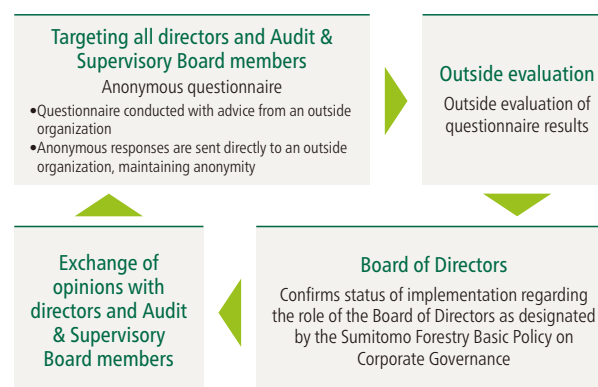 Targeting all directors and Audit &
Supervisory Board members
Anonymous questionnaire
•Questionnaire conducted with advice from an outside
organization
•Anonymous responses are sent directly to an outside
organization, maintaining anonymity
Outside evaluation
Outside evaluation of
questionnaire results
Exchange of
opinions with
directors and Audit
& Supervisory
Board members
Board of Directors
Confirms status of implementation regarding
the role of the Board of Directors as designated
by the Sumitomo Forestry Basic Policy on
Corporate Governance